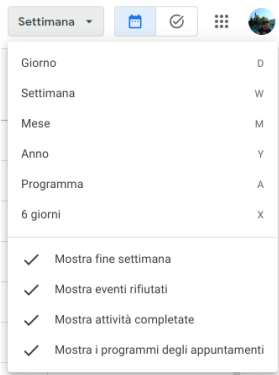 Settimana
Giorno D
Settimana W
Mese M
Anno Y
Programma A
6 giorni X
Mostra fine settimana
Mostra eventi rifiutati
Mostra attività completate
Mostra i programmi degli appuntamenti